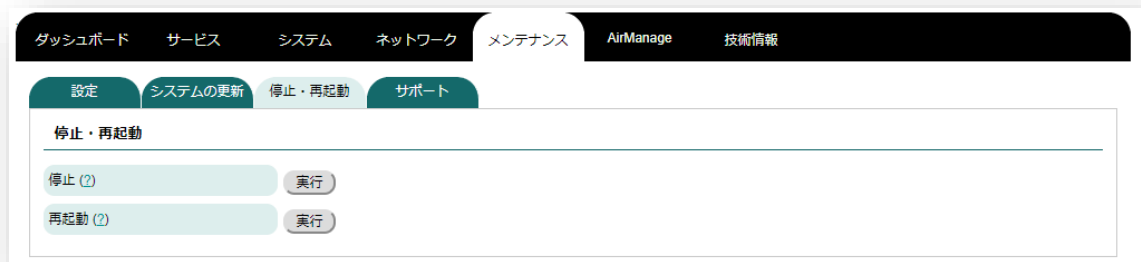 ダッシュボード サービス システム ネットワーク メンテナンス AirManage 技術情報
設定 システムの更新 停止・再起動 サポート
停止・再起動
停止 (?) 実行
再起動 (?) 実行